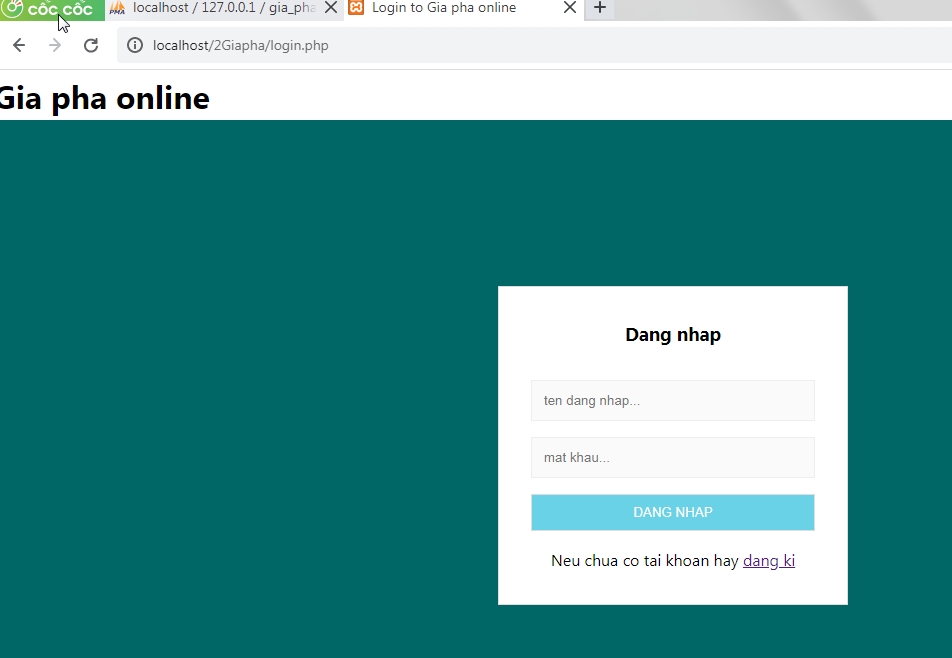 cốc cốc
PMA localhost / 127.0.0.1 / gia_pha Login to Gia pha online
localhost/2Giapha/login.php
Gia pha online
Dang nhap
ten dang nhap...
mat khau...
DANG NHAP
Neu chua co tai khoan hay dang ki